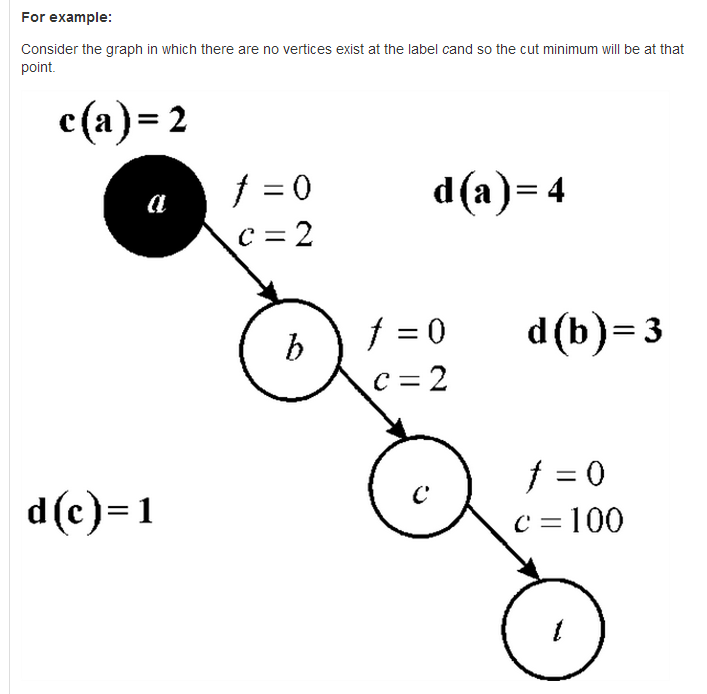 For example:
Consider the graph in which there are no vertices exist at the label cand so the cut minimum will be at that
point.
c(a)= 2
a
f = 0
c = 2
d(a)= 4
b
f = 0
c = 2
d(b)= 3
c
f = 0
c = 100
d(c)= 1
t